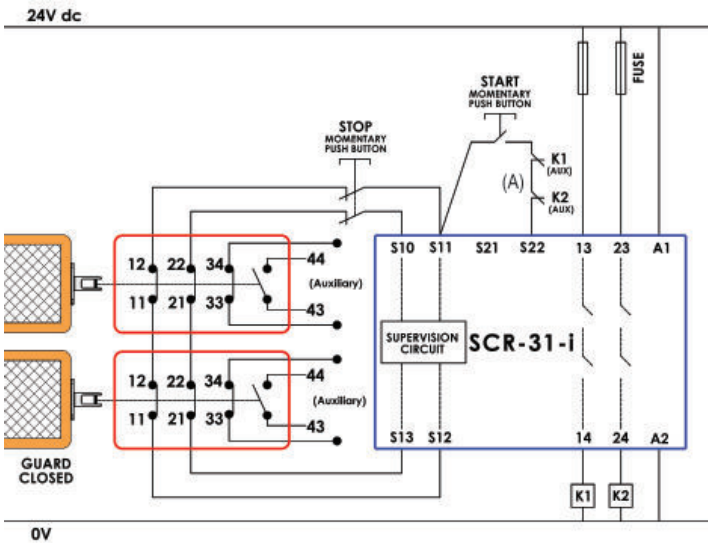 24V dc
FUSE
START
MOMENTARY
PUSH BUTTON
STOP
MOMENTARY
PUSH BUTTON
K1
(AUX)
(A)
K2
(AUX)
12 22 34 44
(Auxiliary)
11 21 33 43
S10 S11 S21 S22 13 23 A1
SUPERVISION
CIRCUIT
SCR-31-i
12 22 34 44
(Auxiliary)
11 21 33 43
S13 S12 14 24 A2
GUARD
CLOSED
K1 K2
0V